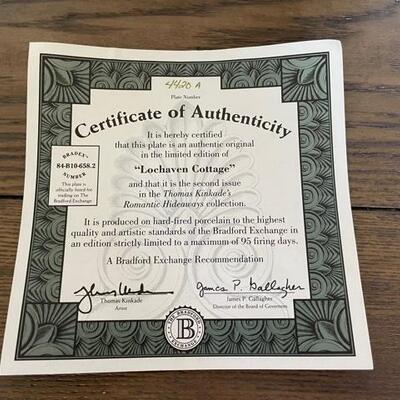 4420 A
Plate Number
Certificate of Authenticity
It is hereby certified
that this plate is an authentic original
in the limited edition of
"Lochaven Cottage"
and that it is the second issue
in the Thomas Kinkade's
Romantic Hideaways collection.
BRADEX®
NUMBER
84-B10-658.2
This plate is
officially listed for
trading on The
Bradford Exchange
It is produced on hard-fired porcelain to the highest
quality and artistic standards of the Bradford Exchange in
an edition strictly limited to a maximum of 95 firing days.
A Bradford Exchange Recommendation
James P. Gallagher
Thomas Kinkade
Artist
James P. Gallagher
Director of the Board of Governors
THE BRADFORD
B
EXCHANGE